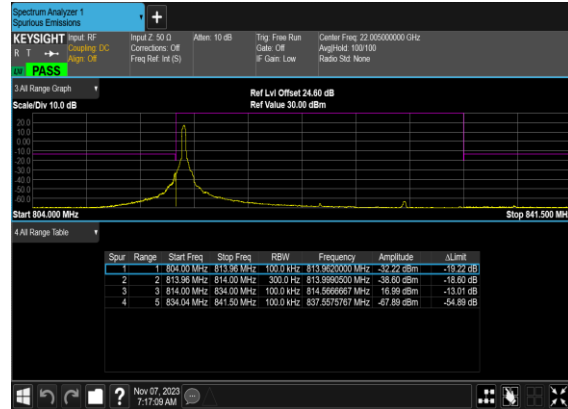 Spectrum Analyzer 1
Spurious Emissions
KEYSIGHT Input: RF Input Z: 50 Ω Atten: 10 dB Trig: Free Run Center Freq: 22.005000000 GHz
R T Coupling: DC Corrections: Off Gate: Off Avg|Hold: 100/100
Align: Off Freq Ref: Int (S) IF Gain: Low Radio Std: None
PASS
3 All Range Graph
Ref Lvl Offset 24.60 dB
Scale/Div 10.0 dB Ref Value 30.00 dBm
20.0
10.0
0.00
-10.0
-20.0
-30.0
-40.0
-50.0
-60.0
Start 804.000 MHz Stop 841.500 MH
4 All Range Table
Spur Range Start Freq Stop Freq RBW Frequency Amplitude ΔLimit
1 1 804.00 MHz 813.96 MHz 100.0 kHz 813.9620000 MHz -32.22 dBm -19.22 dB
2 2 813.96 MHz 814.00 MHz 300.0 Hz 813.9990500 MHz -38.60 dBm -18.60 dB
3 3 814.00 MHz 834.00 MHz 100.0 kHz 814.5666667 MHz 16.99 dBm -13.01 dB
4 5 834.04 MHz 841.50 MHz 100.0 kHz 837.5575767 MHz -67.89 dBm -54.89 dB
? Nov 07, 2023
7:17:09 AM